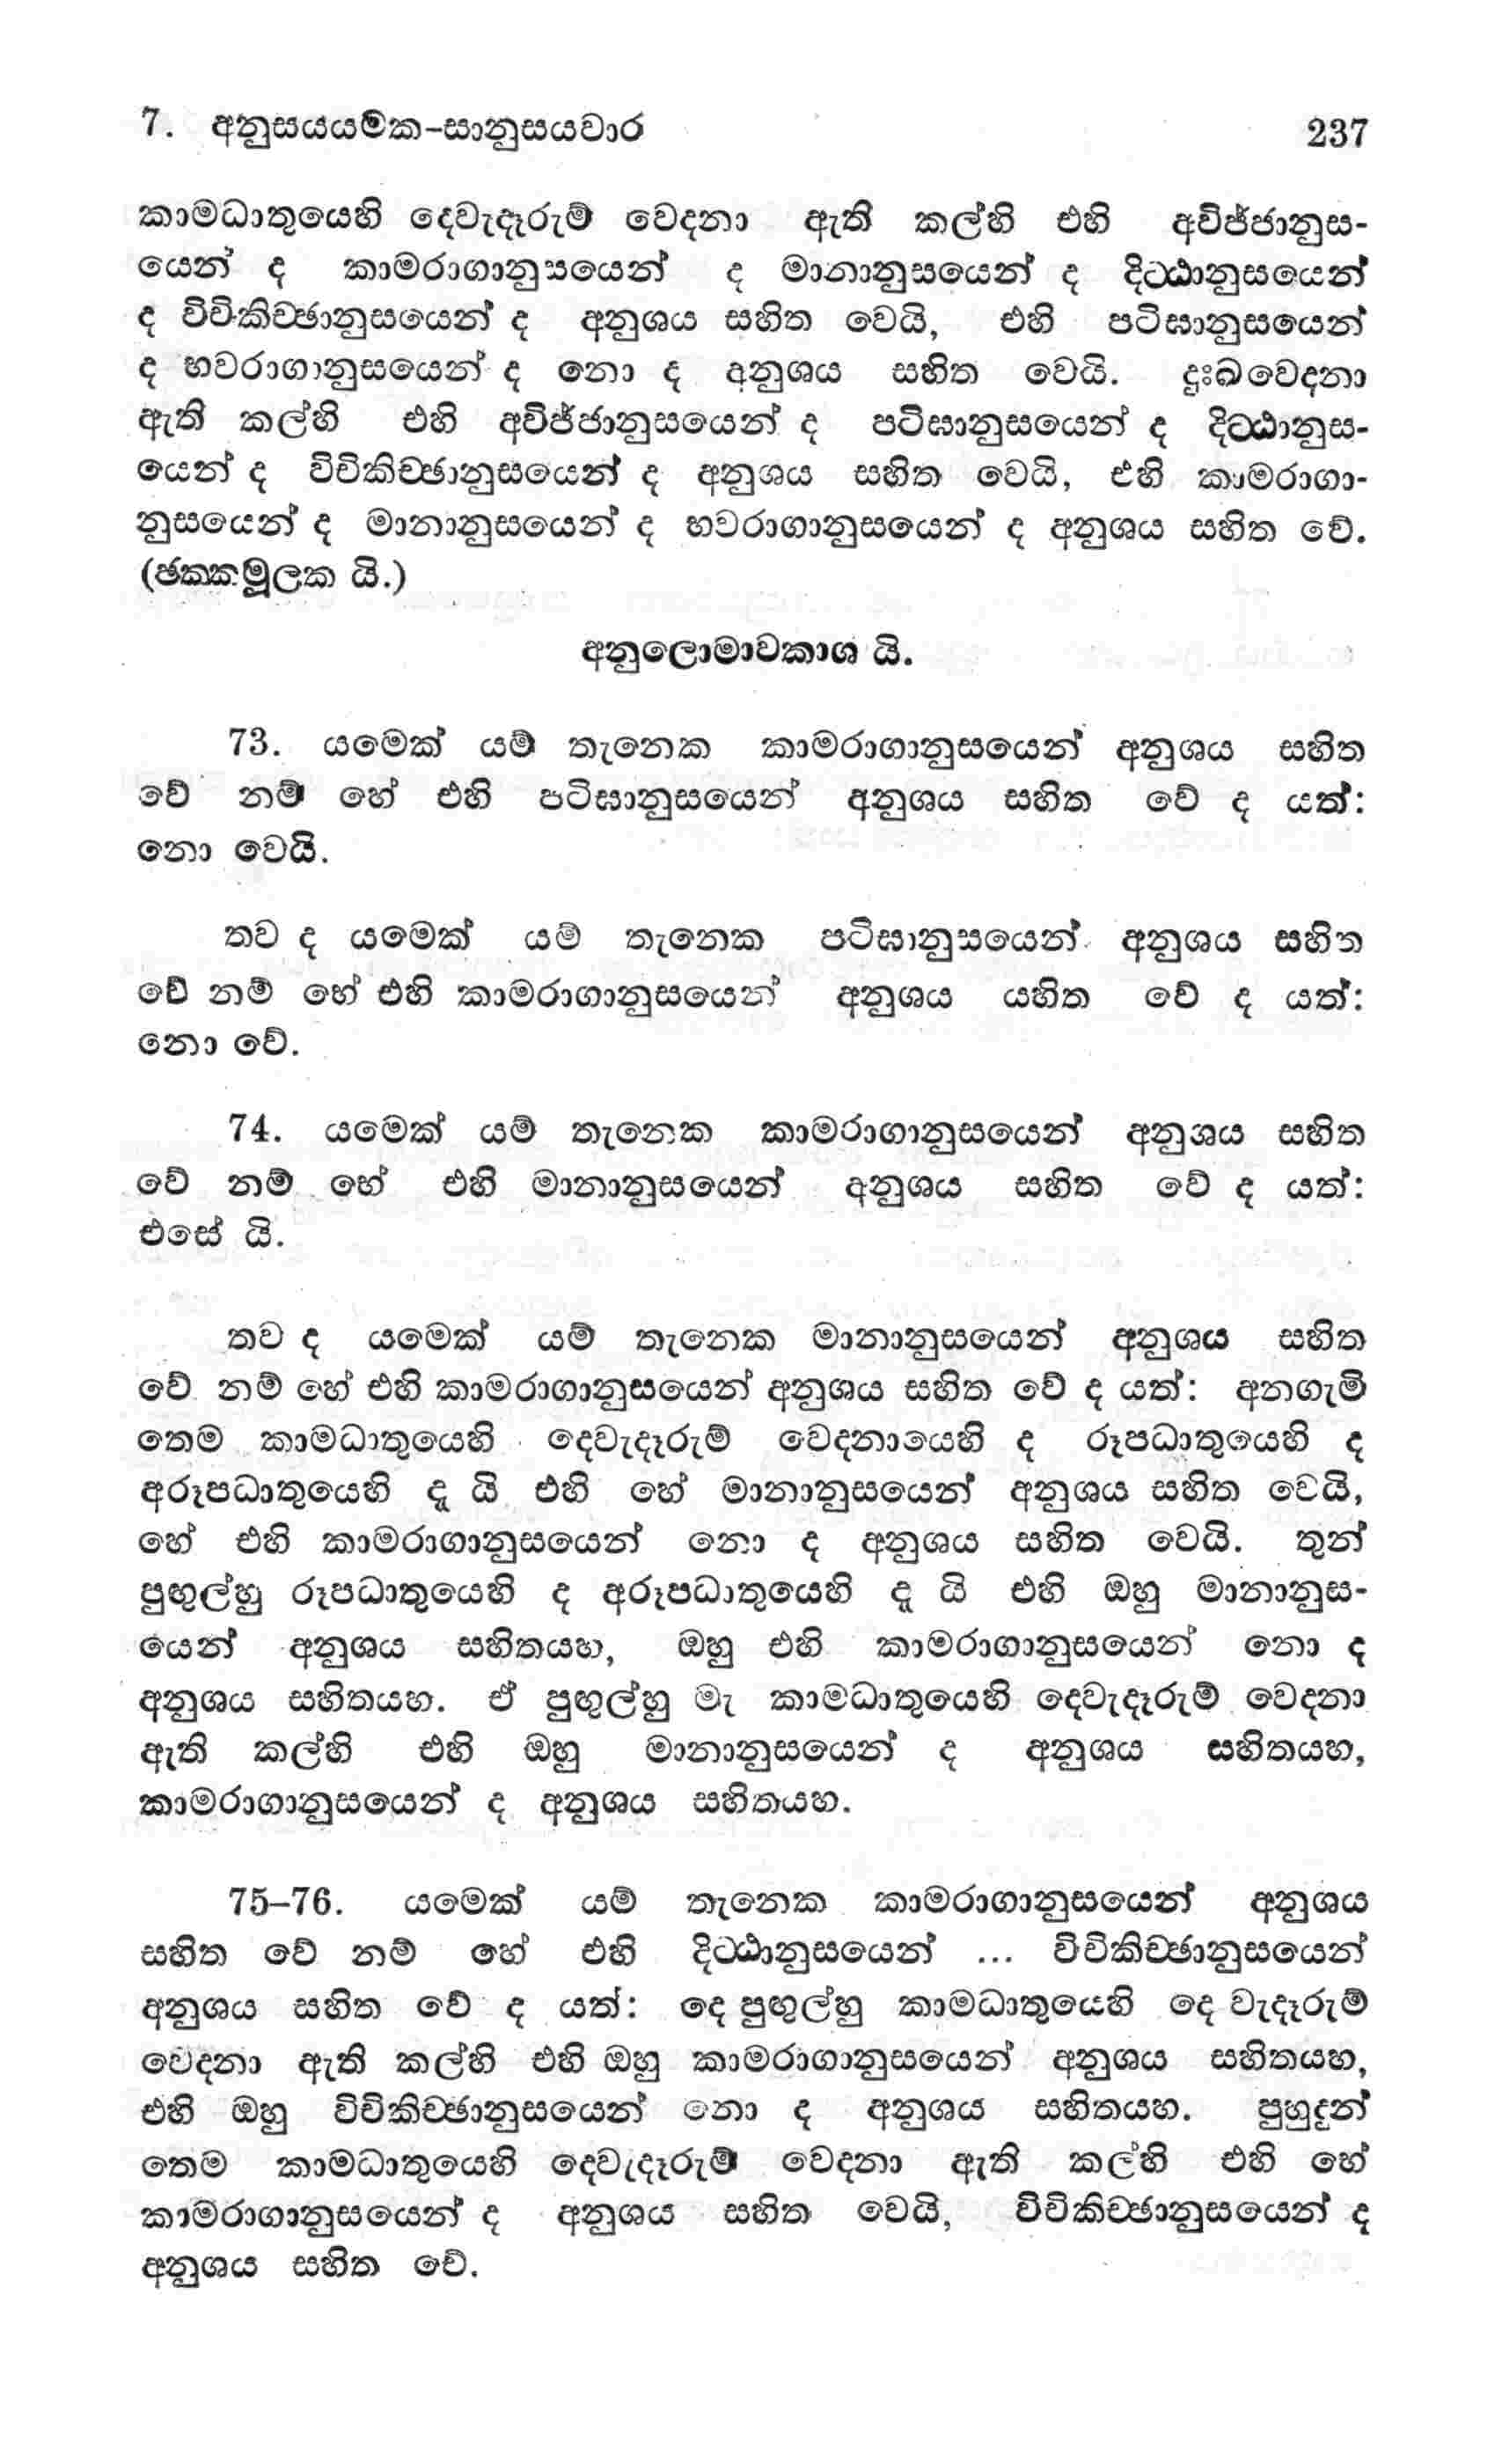 7. අනුසයයමක-සානුසයවාර 237
කාමධාතුයෙහි දෙවැදෑරුම් වෙදනා ඇති කල්හි එහි අවිජ්ජානුස-
යෙන් ද කාමරාගානුසයෙන් ද මානානුසයෙන් ද දිට්ඨානුසයෙන්
ද විචිකිච්ඡානුසයෙන් ද අනුශය සහිත වෙයි, එහි පටිඝානුසයෙන්
ද භවරාගානුසයෙන් ද නො ද අනුශය සහිත වෙයි. දුඃඛවෙදනා
ඇති කල්හි එහි අවිජ්ජානුසයෙන් ද පටිඝානුසයෙන් ද දිට්ඨානුස-
යෙන් ද විචිකිච්ඡානුසයෙන් ද අනුශය සහිත වෙයි, එහි කාමරාගා-
නුසයෙන් ද මානානුසයෙන් ද භවරාගානුසයෙන් ද අනුශය සහිත වේ.
(ඡක්කමූලක යි.)
අනුලොමාවකාශ යි.
73. යමෙක් යම් තැනෙක කාමරාගානුසයෙන් අනුශය සහිත
වේ නම් හේ එහි පටිඝානුසයෙන් අනුශය සහිත වේ ද යත්:
නො වෙයි.
තව ද යමෙක් යම් තැනෙක පටිඝානුසයෙන් අනුශය සහිත
වේ නම් හේ එහි කාමරාගානුසයෙන් අනුශය යහිත වේ ද යත්:
නො වේ.
74. යමෙක් යම් තැනෙක කාමරාගානුසයෙන් අනුශය සහිත
වේ නම් හේ එහි මානානුසයෙන් අනුශය සහිත වේ ද යත්:
එසේ යි.
තව ද යමෙක් යම් තැනෙක මානානුසයෙන් අනුශය සහිත
වේ නම් හේ එහි කාමරාගානුසයෙන් අනුශය සහිත වේ ද යත්: අනගැමි
තෙම කාමධාතුයෙහි දෙවැදෑරුම් වෙදනායෙහි ද රූපධාතුයෙහි ද
අරූපධාතුයෙහි දු යි එහි හේ මානානුසයෙන් අනුශය සහිත වෙයි,
හේ එහි කාමරාගානුසයෙන් නො ද අනුශය සහිත වෙයි. තුන්
පුඟුල්හු රූපධාතුයෙහි ද අරූපධාතුයෙහි දු යි එහි ඔහු මානානුස-
යෙන් අනුශය සහිතයහ, ඔහු එහි කාමරාගානුසයෙන් නො ද
අනුශය සහිතයහ. ඒ පුඟුල්හු මැ කාමධාතුයෙහි දෙවැදෑරුම් වෙදනා
ඇති කල්හි එහි ඔහු මානානුසයෙන් ද අනුශය සහිතයහ,
කාමරාගානුසයෙන් ද අනුශය සහිතයහ.
75–76. යමෙක් යම් තැනෙක කාමරාගානුසයෙන් අනුශය
සහිත වේ නම් හේ එහි දිට්ඨානුසයෙන් ... විචිකිච්ඡානුසයෙන්
අනුශය සහිත වේ ද යත්: දෙ පුඟුල්හු කාමධාතුයෙහි දෙ වැදෑරුම්
වෙදනා ඇති කල්හි එහි ඔහු කාමරාගානුසයෙන් අනුශය සහිතයහ,
එහි ඔහු විචිකිච්ඡානුසයෙන් නො ද අනුශය සහිතයහ. පුහුදුන්
තෙම කාමධාතුයෙහි දෙවැදෑරුම් වෙදනා ඇති කල්හි එහි හේ
කාමරාගානුසයෙන් ද අනුශය සහිත වෙයි, විචිකිච්ඡානුසයෙන් ද
අනුශය සහිත වේ.